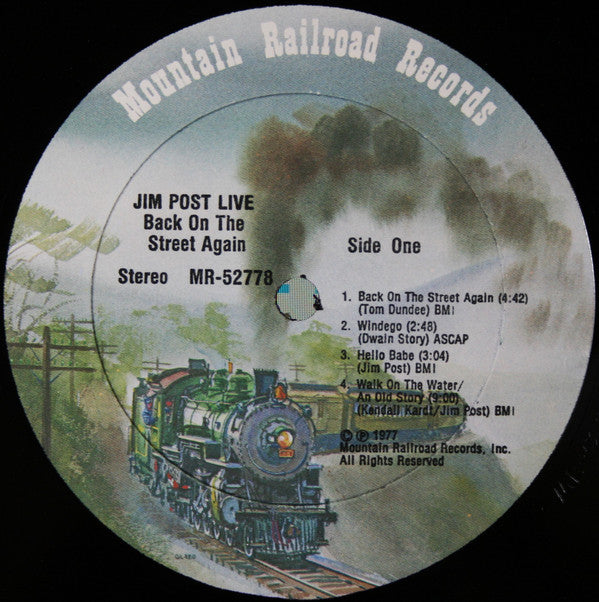 Mountain Railroad Records
JIM POST LIVE
Back On The
Street Again
Stereo MR-52778
Side One
1. Back On The Street Again (4:42)
(Tom Dundee) BMI
2. Windego (2:48)
(Dwain Story) ASCAP
3. Hello Babe (3:04)
(Jim Post) BMI
4. Walk On The Water/
An Old Story (9:00)
(Kendall Kardt/Jim Post) BMI
© ℗ 1977
Mountain Railroad Records, Inc.
All Rights Reserved